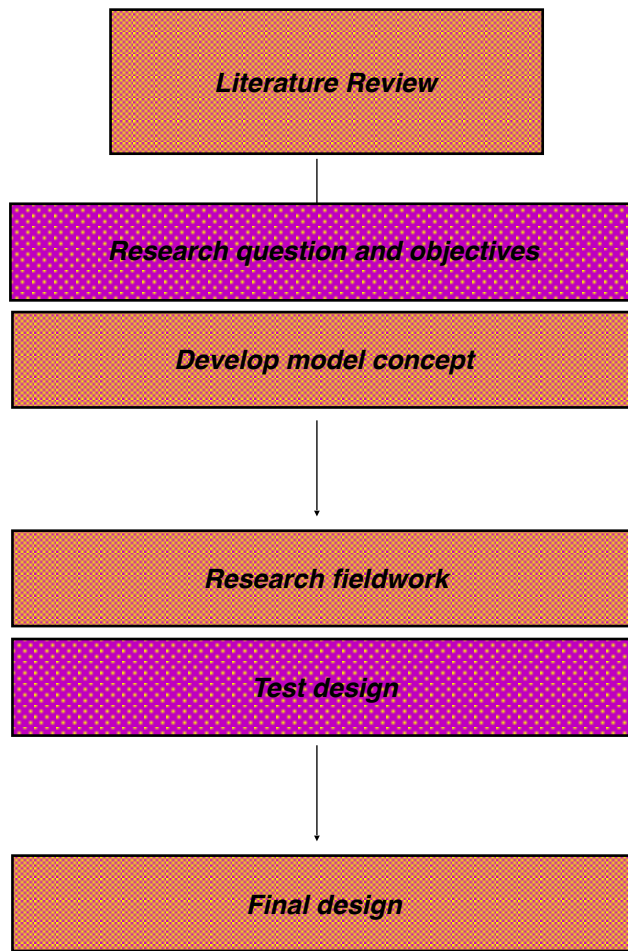 Literature Review
Research question and objectives
Develop model concept
Research fieldwork
Test design
Final design